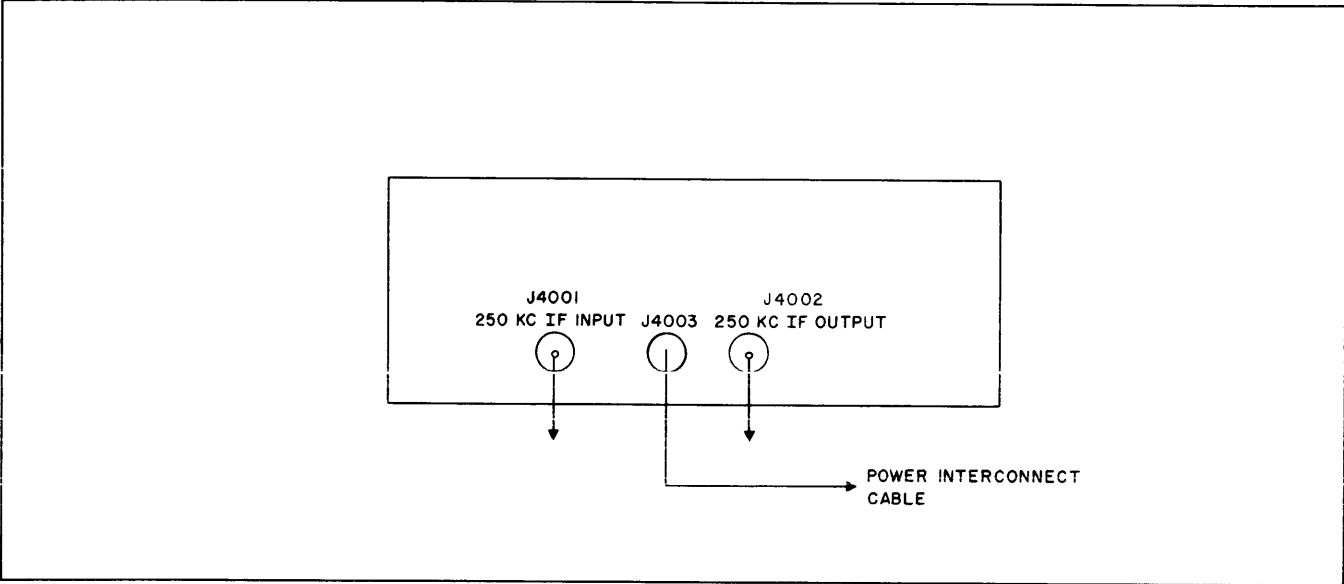 J4001
250 KC IF INPUT
J4003
J4002
250 KC IF OUTPUT
POWER INTERCONNECT
CABLE